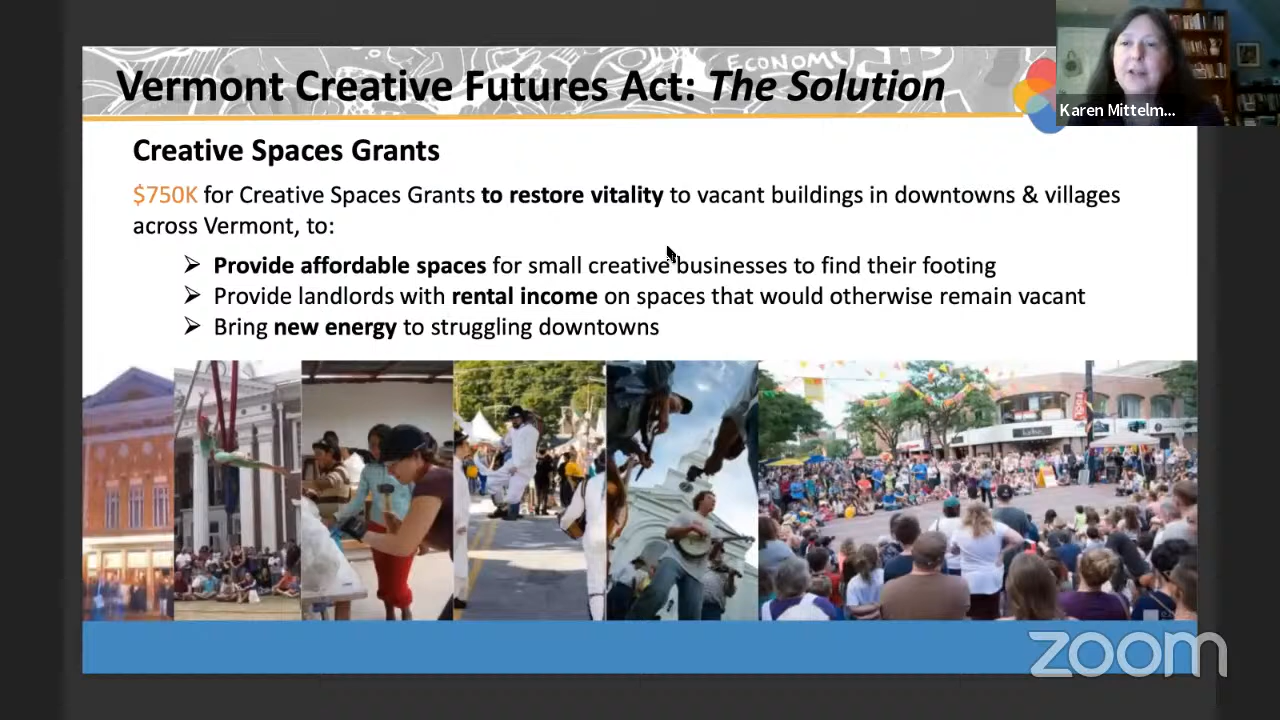 ECONOMY
Vermont Creative Futures Act: The Solution
Karen Mittelm...
Creative Spaces Grants
$750K for Creative Spaces Grants to restore vitality to vacant buildings in downtowns & villages
across Vermont, to:
➢ Provide affordable spaces for small creative businesses to find their footing
➢ Provide landlords with rental income on spaces that would otherwise remain vacant
➢ Bring new energy to struggling downtowns
zoom